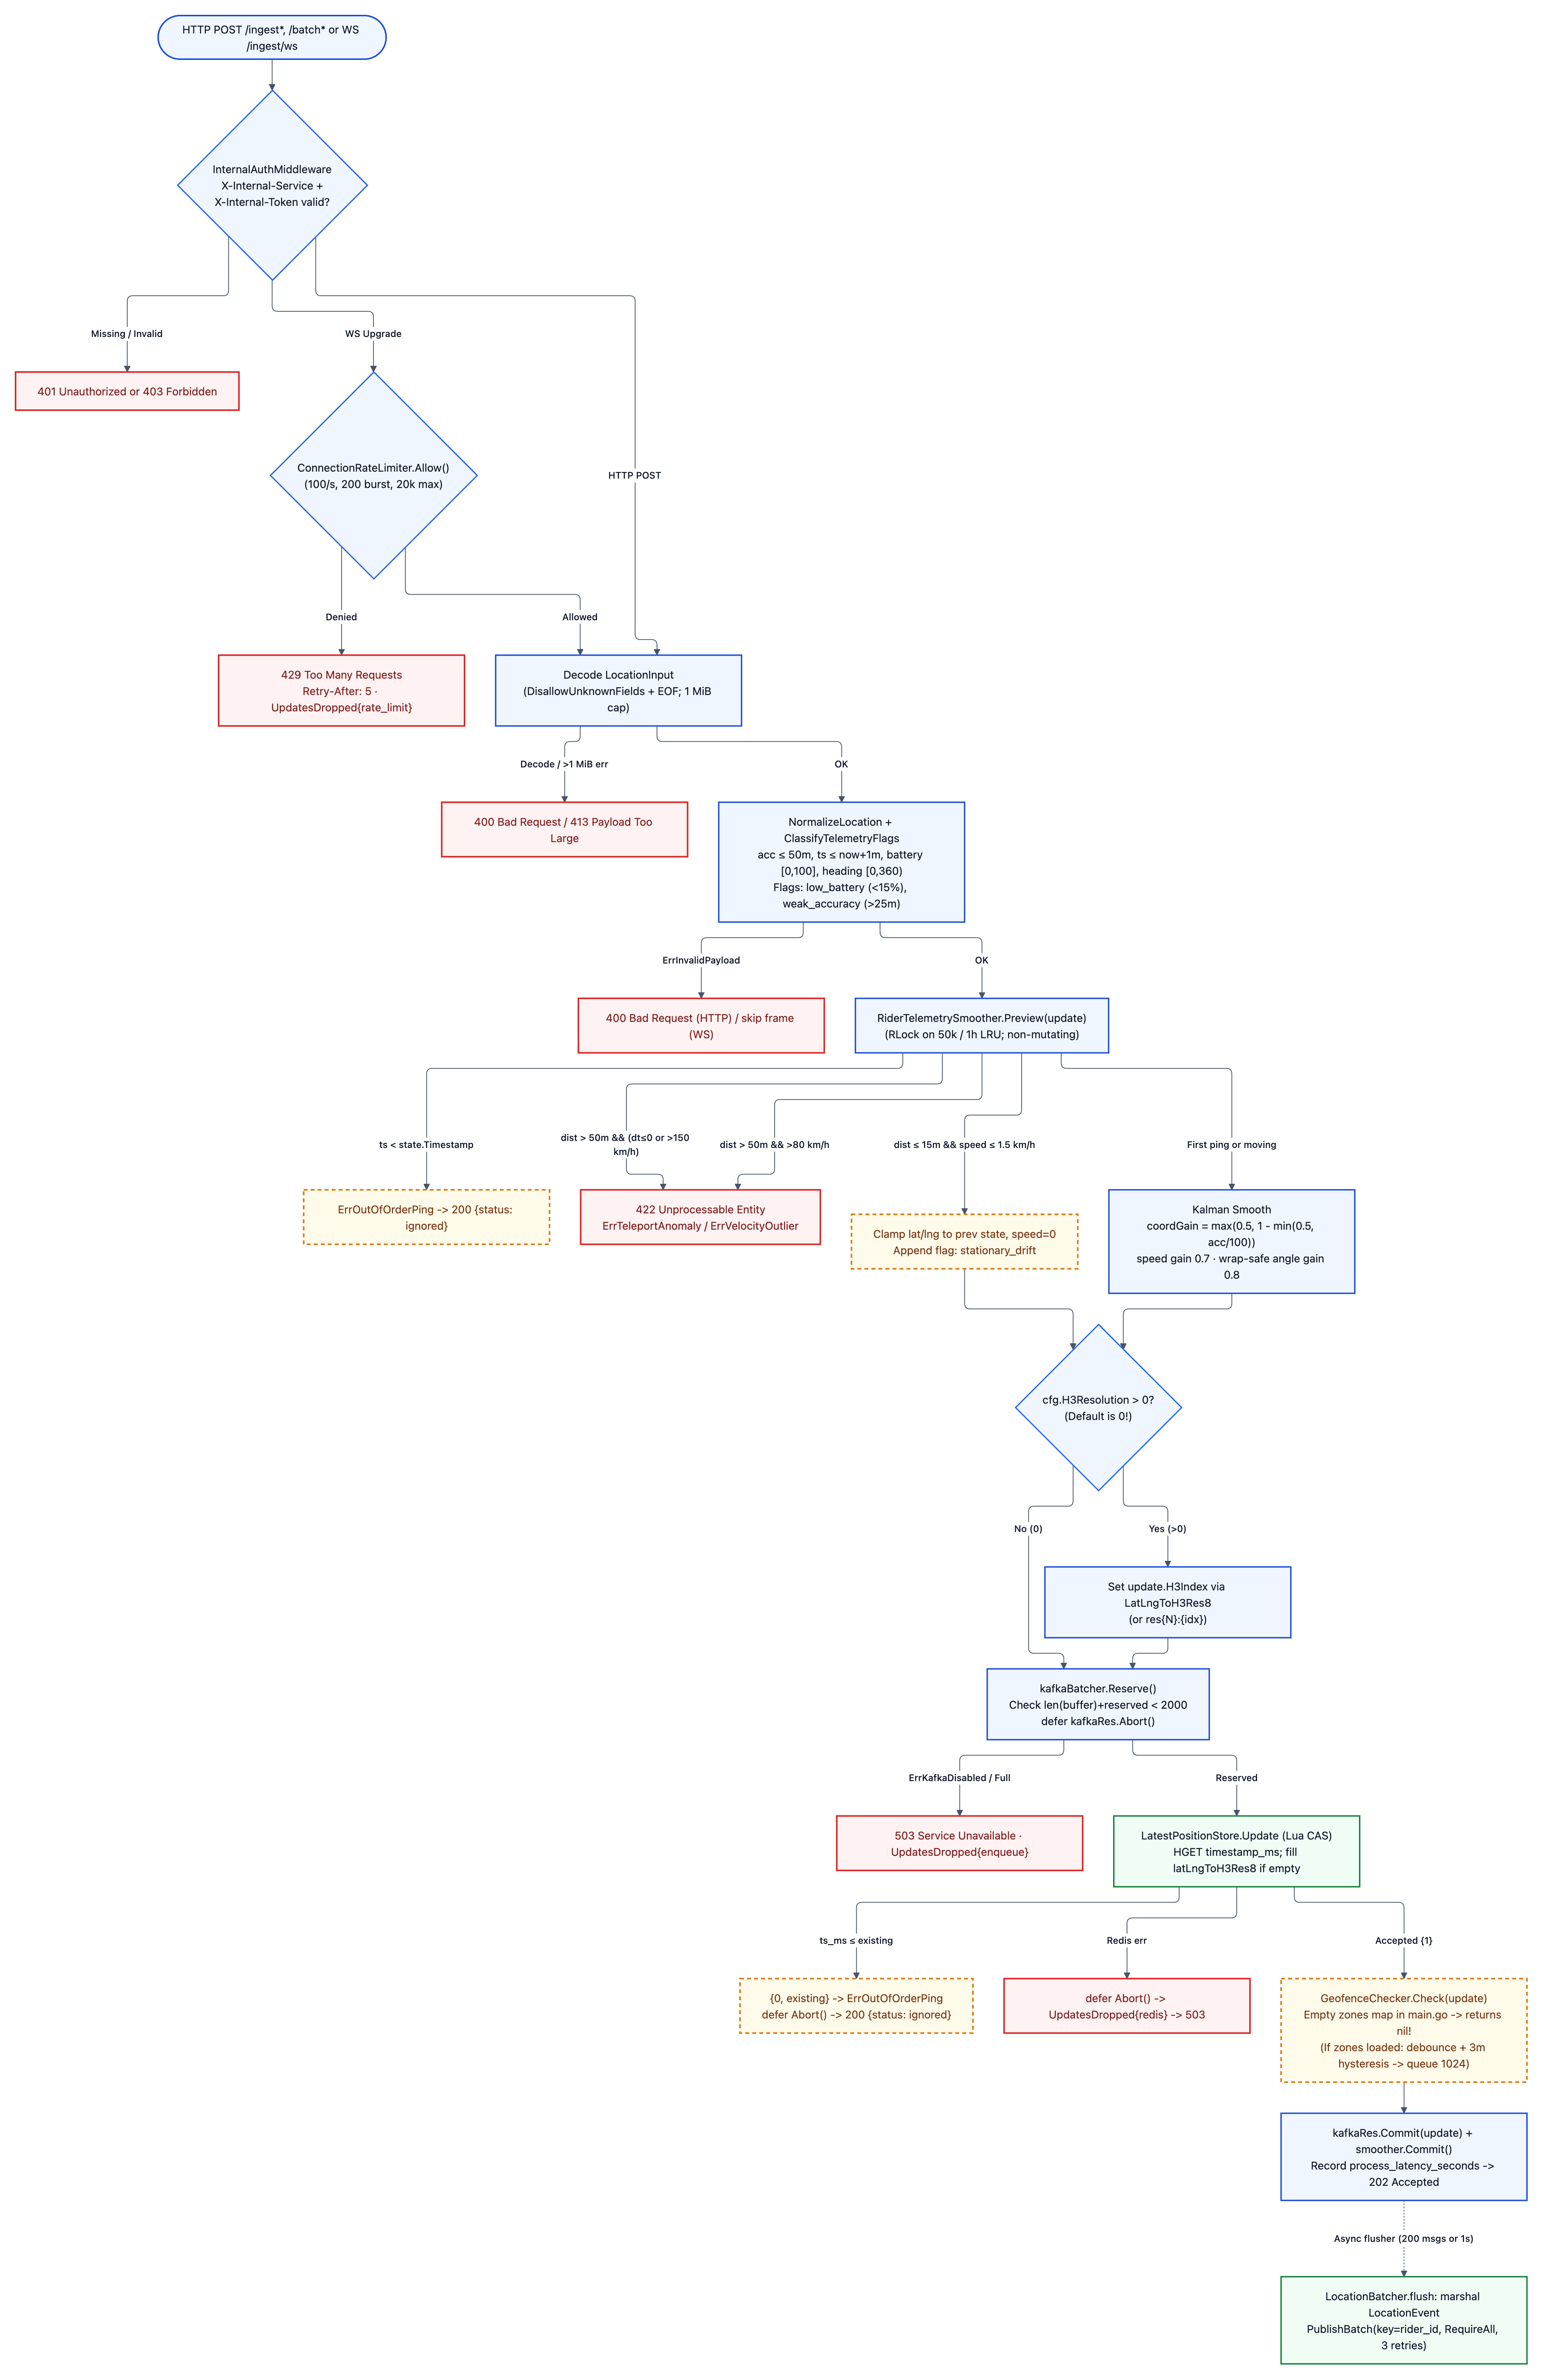 HTTP POST /ingest*, /batch* or WS
/ingest/ws
InternalAuthMiddleware
X-Internal-Service +
X-Internal-Token valid?
Missing / Invalid
WS Upgrade
401 Unauthorized or 403 Forbidden
ConnectionRateLimiter.Allow()
(100/s, 200 burst, 20k max)
HTTP POST
Denied
Allowed
429 Too Many Requests
Retry-After: 5 ·
UpdatesDropped{rate_limit}
Decode LocationInput
(DisallowUnknownFields + EOF; 1 MiB
cap)
Decode / >1 MiB err
OK
400 Bad Request / 413 Payload Too
Large
NormalizeLocation +
ClassifyTelemetryFlags
acc ≤ 50m, ts ≤ now+1m, battery
[0,100], heading [0,360)
Flags: low_battery (<15%),
weak_accuracy (>25m)
ErrInvalidPayload
OK
400 Bad Request (HTTP) / skip frame
(WS)
RiderTelemetrySmoother.Preview(update)
(RLock on 50k / 1h LRU; non-mutating)
ts < state.Timestamp
dist > 50m && (dt≤0 or >150
km/h)
dist > 50m && >80 km/h
dist ≤ 15m && speed ≤ 1.5 km/h
First ping or moving
ErrOutOfOrderPing -> 200 {status:
ignored}
422 Unprocessable Entity
ErrTeleportAnomaly / ErrVelocityOutlier
Clamp lat/lng to prev state, speed=0
Append flag: stationary_drift
Kalman Smooth
coordGain = max(0.5, 1 - min(0.5,
acc/100))
speed gain 0.7 · wrap-safe angle gain
0.8
cfg.H3Resolution > 0?
(Default is 0!)
No (0)
Yes (>0)
Set update.H3Index via
LatLngToH3Res8
(or res{N}:{idx})
kafkaBatcher.Reserve()
Check len(buffer)+reserved < 2000
defer kafkaRes.Abort()
ErrKafkaDisabled / Full
Reserved
503 Service Unavailable ·
UpdatesDropped{enqueue}
LatestPositionStore.Update (Lua CAS)
HGET timestamp_ms; fill
latLngToH3Res8 if empty
ts_ms ≤ existing
Redis err
Accepted {1}
{0, existing} -> ErrOutOfOrderPing
defer Abort() -> 200 {status: ignored}
defer Abort() ->
UpdatesDropped{redis} -> 503
GeofenceChecker.Check(update)
Empty zones map in main.go -> returns
nil!
(If zones loaded: debounce + 3m
hysteresis -> queue 1024)
kafkaRes.Commit(update) +
smoother.Commit()
Record process_latency_seconds ->
202 Accepted
Async flusher (200 msgs or 1s)
LocationBatcher.flush: marshal
LocationEvent
PublishBatch(key=rider_id, RequireAll,
3 retries)